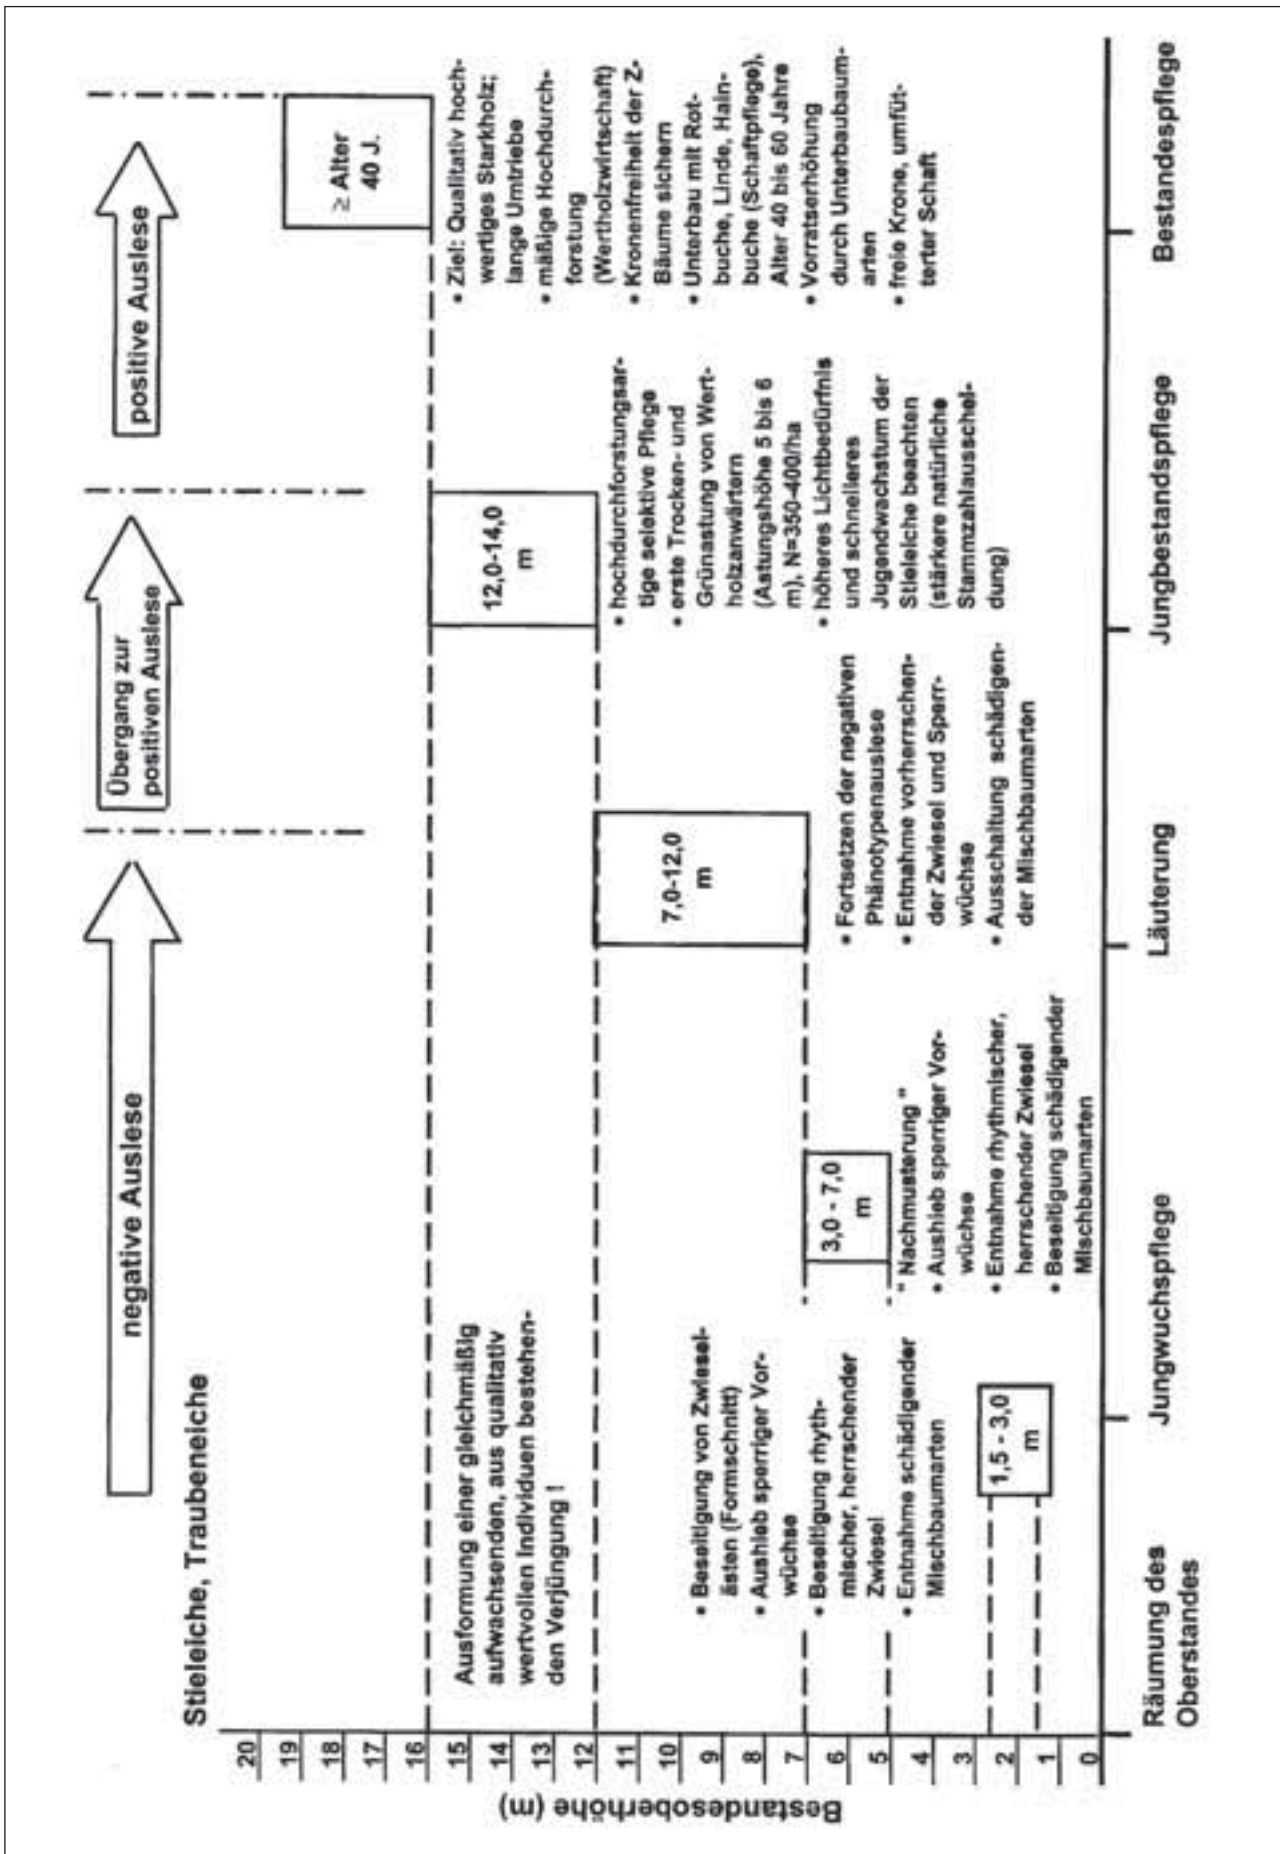 Stieleiche, Traubeneiche
negative Auslese
Übergang zur
positiven Auslese
positive Auslese
Bestandesoberhöhe (m)
20
19
18
17
16
15
14
13
12
11
10
9
8
7
6
5
4
3
2
1
0
Ausformung einer gleichmäßig
aufwachsenden, aus qualitativ
wertvollen Individuen bestehen-
den Verjüngung !
• Beseitigung von Zwiesel-
ästen (Formschnitt)
• Aushieb sperriger Vor-
wüchse
• Beseitigung rhyth-
mischer, herrschender
Zwiesel
• Entnahme schädigender
Mischbaumarten
1,5 - 3,0
m
3,0 - 7,0
m
" Nachmusterung "
• Aushieb sperriger Vor-
wüchse
• Entnahme rhythmischer,
herrschender Zwiesel
• Beseitigung schädigender
Mischbaumarten
7,0-12,0
m
• Fortsetzen der negativen
Phänotypenauslese
• Entnahme vorherrschen-
der Zwiesel und Sperr-
wüchse
• Ausschaltung schädigen-
der Mischbaumarten
12,0-14,0
m
• hochdurchforstungsar-
tige selektive Pflege
• erste Trocken- und
Grünastung von Wert-
holzanwärtern
(Astungshöhe 5 bis 6
m), N=350-400/ha
• höheres Lichtbedürfnis
und schnelleres
Jugendwachstum der
Stieleiche beachten
(stärkere natürliche
Stammzahlausschei-
dung)
≥ Alter
40 J.
• Ziel: Qualitativ hoch-
wertiges Starkholz;
lange Umtriebe
• mäßige Hochdurch-
forstung
(Wertholzwirtschaft)
• Kronenfreiheit der Z-
Bäume sichern
• Unterbau mit Rot-
buche, Linde, Hain-
buche (Schaftpflege),
Alter 40 bis 60 Jahre
• Vorratserhöhung
durch Unterbaubaum-
arten
• freie Krone, umfüt-
terter Schaft
Räumung des
Oberstandes
Jungwuchspflege
Läuterung
Jungbestandspflege
Bestandespflege